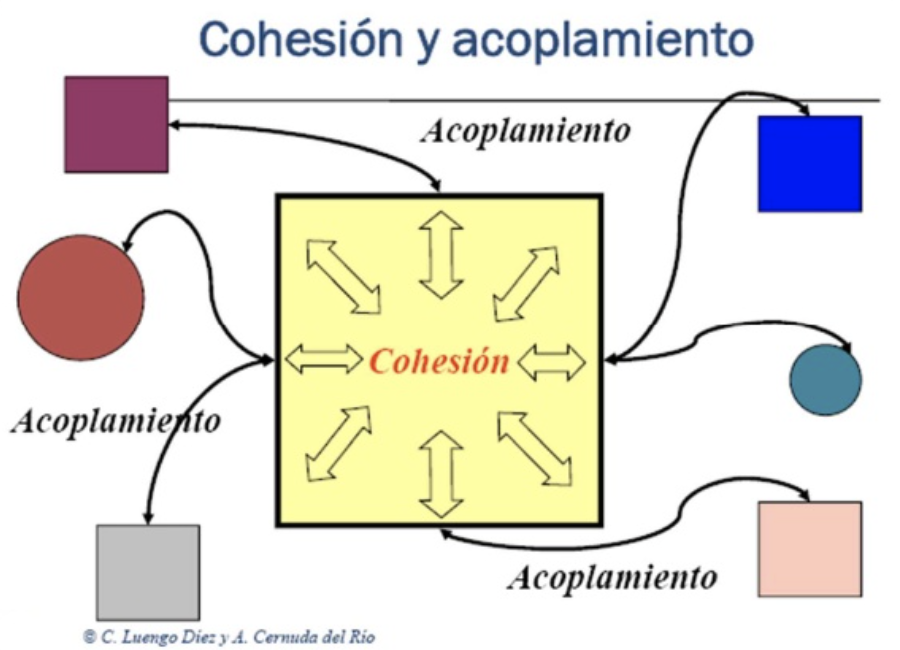 Cohesión y acoplamiento
Acoplamiento
Cohesión
Acoplamiento
Acoplamiento
© C. Luengo Díez y A. Cernuda del Río